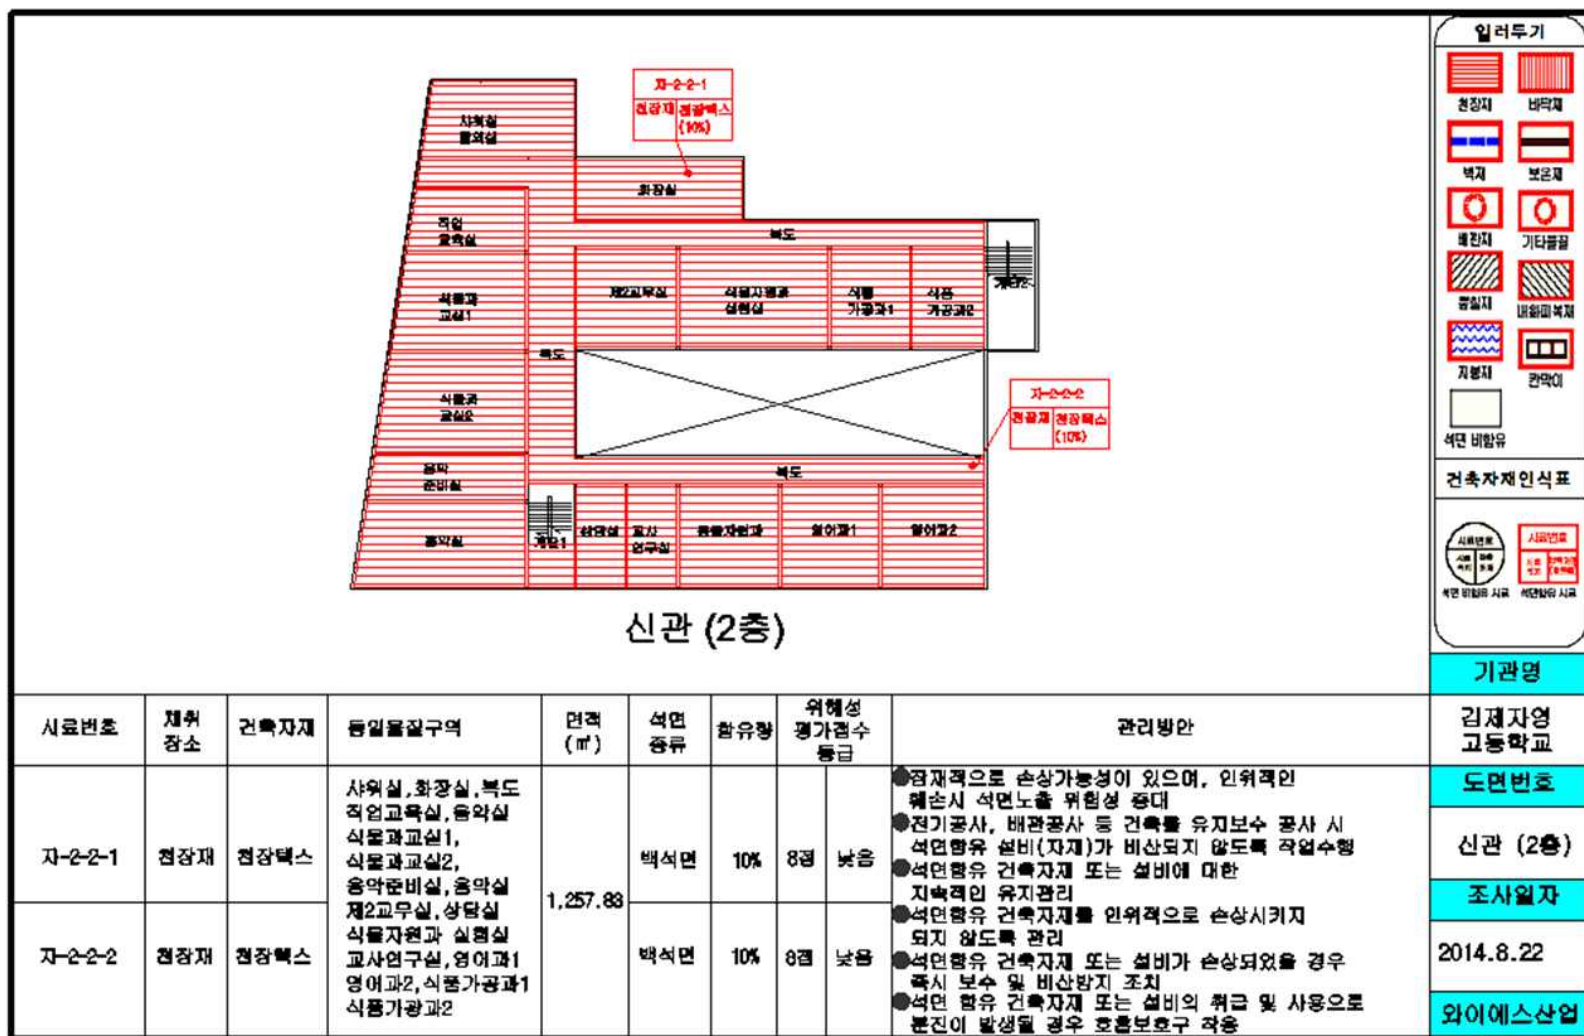 자-2-2-1
천장재 천장텍스
(10%)
샤워실
탈의실
화장실
직업
교육실
복도
식물과
교실1
제2교무실
식물자원과
실험실
식품
가공과1
식품
가공과2
계단2
복도
식물과
교실2
자-2-2-2
천장재 천장텍스
(10%)
음악
준비실
복도
음악실
계단1
상담실
교사
연구실
동물자원과
영어과1
영어과2
신관 (2층)
일러두기
천장재 바닥재
벽재 보온재
배관재 기타물질
뿜칠재 내화피복재
지붕재 칸막이
석면 비함유
건축자재인식표
시료번호 시료번호
석면 비함유 시료 석면함유 시료
기관명
김제자영
고등학교
도면번호
신관 (2층)
조사일자
2014.8.22
와이에스산업
시료번호 채취 장소 건축자재 동일물질구역 면적 (㎡) 석면 종류 함유량 위해성 평가점수 등급 관리방안
자-2-2-1 천장재 천장텍스
샤워실,화장실,복도
직업교육실,음악실
식물과교실1,
식물과교실2,
음악준비실,음악실
제2교무실,상담실
식물자원과 실험실
교사연구실,영어과1
영어과2,식품가공과1
식품가공과2
1,257.83
백석면 10% 8점 낮음
자-2-2-2 천장재 천장텍스
백석면 10% 8점 낮음
●잠재적으로 손상가능성이 있으며, 인위적인
훼손시 석면노출 위험성 증대
●전기공사, 배관공사 등 건축물 유지보수 공사 시
석면함유 설비(자재)가 비산되지 않도록 작업수행
●석면함유 건축자재 또는 설비에 대한
지속적인 유지관리
●석면함유 건축자재를 인위적으로 손상시키지
되지 않도록 관리
●석면함유 건축자재 또는 설비가 손상되었을 경우
즉시 보수 및 비산방지 조치
●석면 함유 건축자재 또는 설비의 취급 및 사용으로
분진이 발생될 경우 호흡보호구 착용